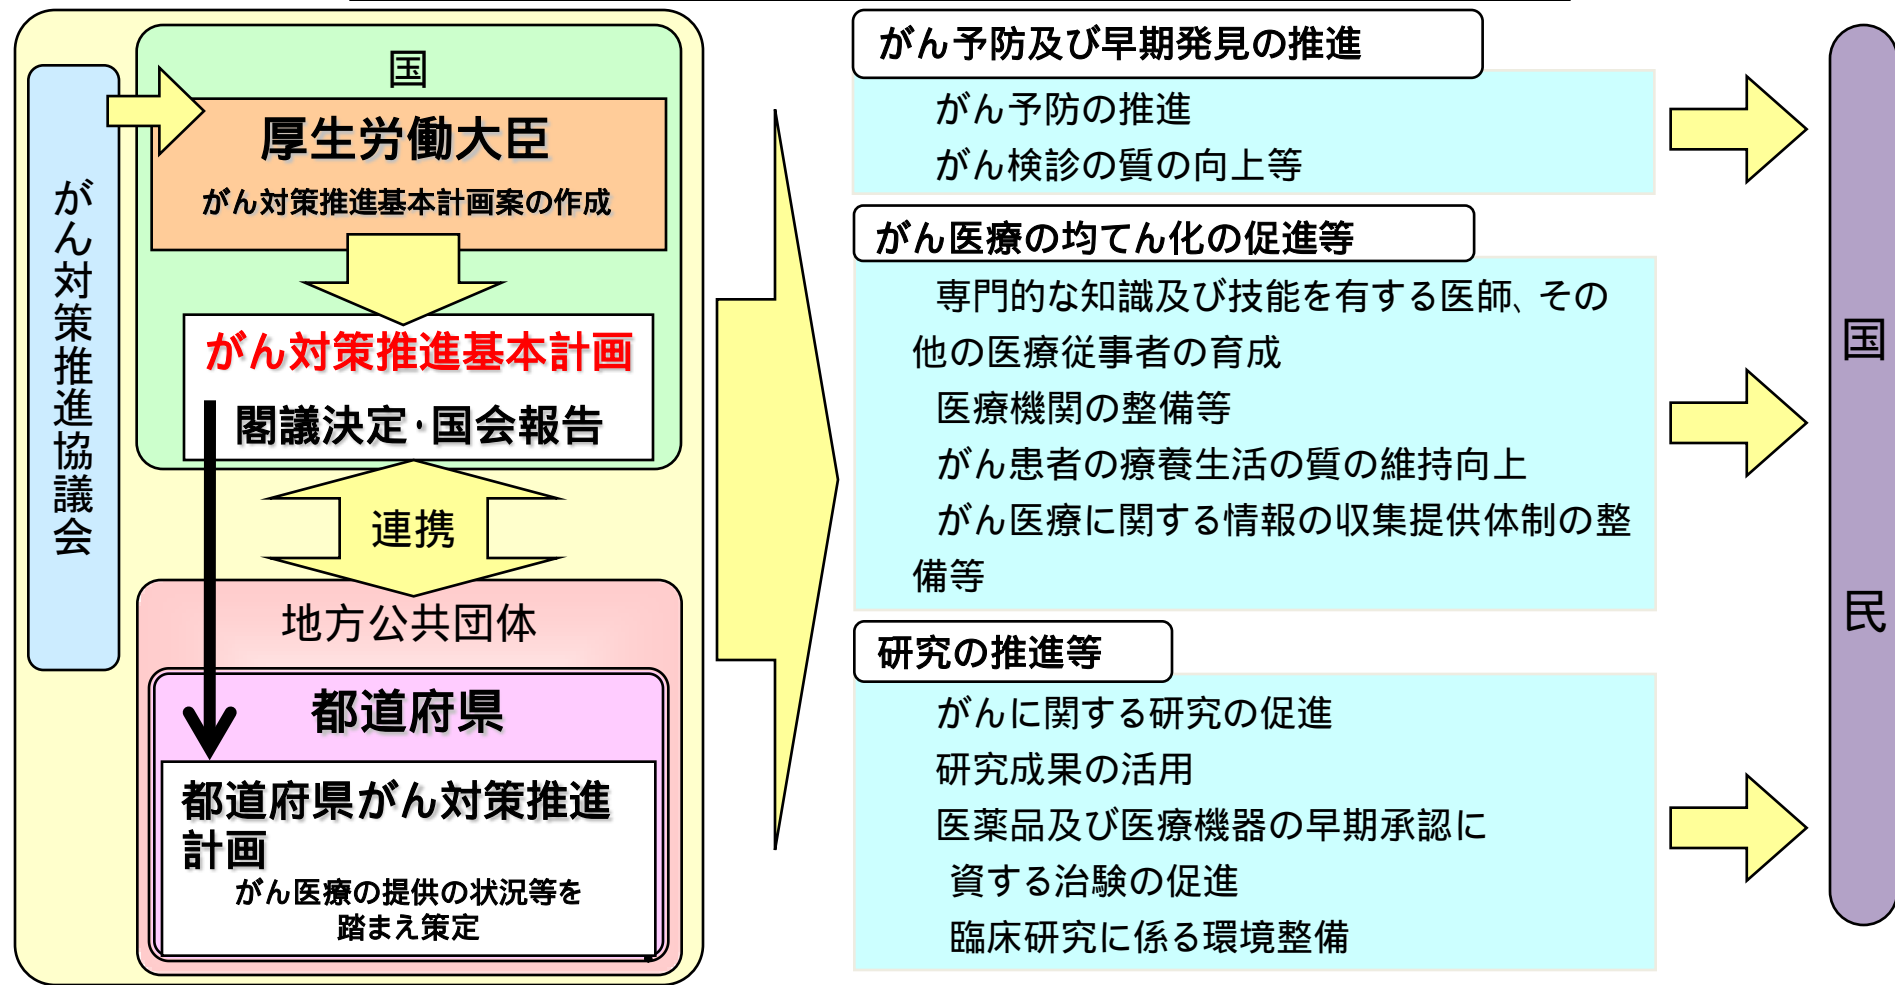 がん対策推進協議会
国
厚生労働大臣
がん対策推進基本計画案の作成
がん対策推進基本計画
閣議決定・国会報告
連携
地方公共団体
都道府県
都道府県がん対策推進
計画
がん医療の提供の状況等を
踏まえ策定
がん予防及び早期発見の推進
がん予防の推進
がん検診の質の向上等
がん医療の均てん化の促進等
専門的な知識及び技能を有する医師、その
他の医療従事者の育成
医療機関の整備等
がん患者の療養生活の質の維持向上
がん医療に関する情報の収集提供体制の整
備等
研究の推進等
がんに関する研究の促進
研究成果の活用
医薬品及び医療機器の早期承認に
資する治験の促進
臨床研究に係る環境整備
国民